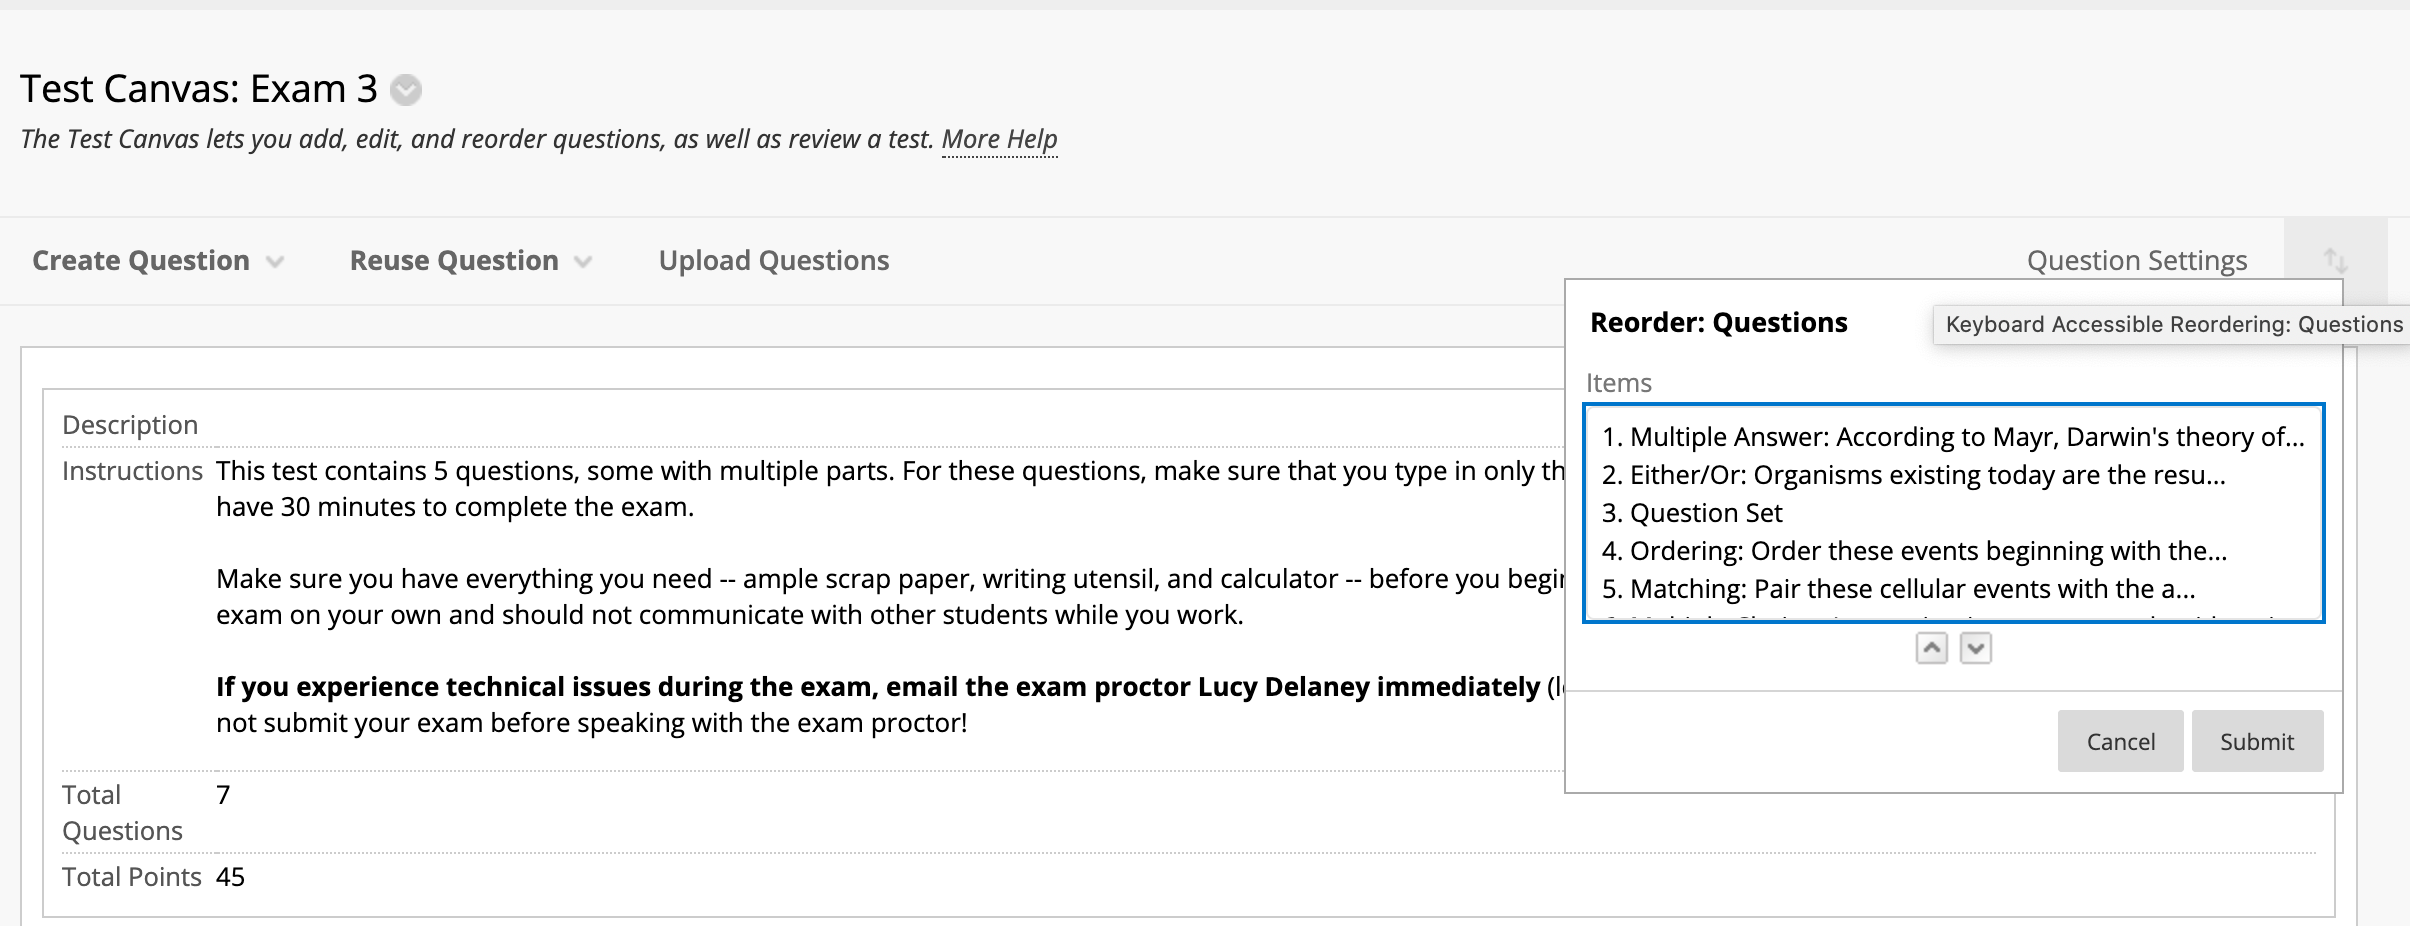 Test Canvas: Exam 3
The Test Canvas lets you add, edit, and reorder questions, as well as review a test. More Help
Create Question
Reuse Question
Upload Questions
Question Settings
Reorder: Questions
Keyboard Accessible Reordering: Questions
Items
1. Multiple Answer: According to Mayr, Darwin's theory of...
2. Either/Or: Organisms existing today are the resu...
3. Question Set
4. Ordering: Order these events beginning with the...
5. Matching: Pair these cellular events with the a...
Cancel
Submit
Description
Instructions
This test contains 5 questions, some with multiple parts. For these questions, make sure that you type in only
have 30 minutes to complete the exam.
Make sure you have everything you need -- ample scrap paper, writing utensil, and calculator -- before you
exam on your own and should not communicate with other students while you work.
If you experience technical issues during the exam, email the exam proctor Lucy Delaney immediately
not submit your exam before speaking with the exam proctor!
Total Questions 7
Total Points 45